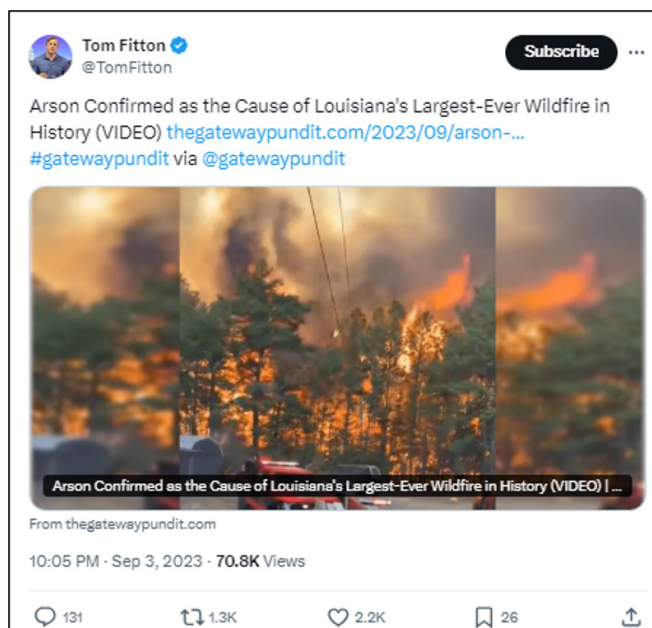 Tom Fitton
@TomFitton
Subscribe
Arson Confirmed as the Cause of Louisiana's Largest-Ever Wildfire in
History (VIDEO) thegatewaypundit.com/2023/09/arson-...
#gatewaypundit via @gatewaypundit
Arson Confirmed as the Cause of Louisiana's Largest-Ever Wildfire in History (VIDEO) | ...
From thegatewaypundit.com
10:05 PM · Sep 3, 2023 · 70.8K Views
131 1.3K 2.2K 26